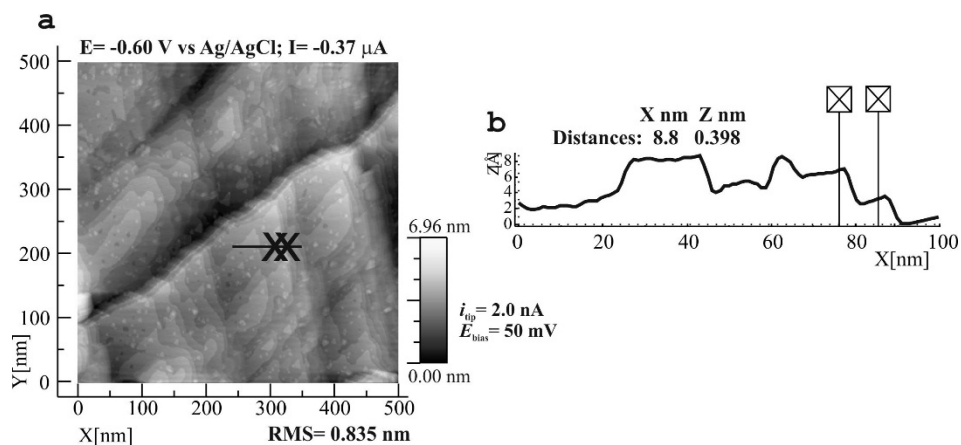 a
E= -0.60 V vs Ag/AgCl; I= -0.37 μA
500
400
300
200
100
0
Y[nm]
0 100 200 300 400 500
X[nm]
RMS= 0.835 nm
6.96 nm
0.00 nm
i_tip= 2.0 nA
E_bias= 50 mV
b
X nm Z nm
Distances: 8.8 0.398
Z[Å]
8
6
4
2
0
0 20 40 60 80 100
X[nm]